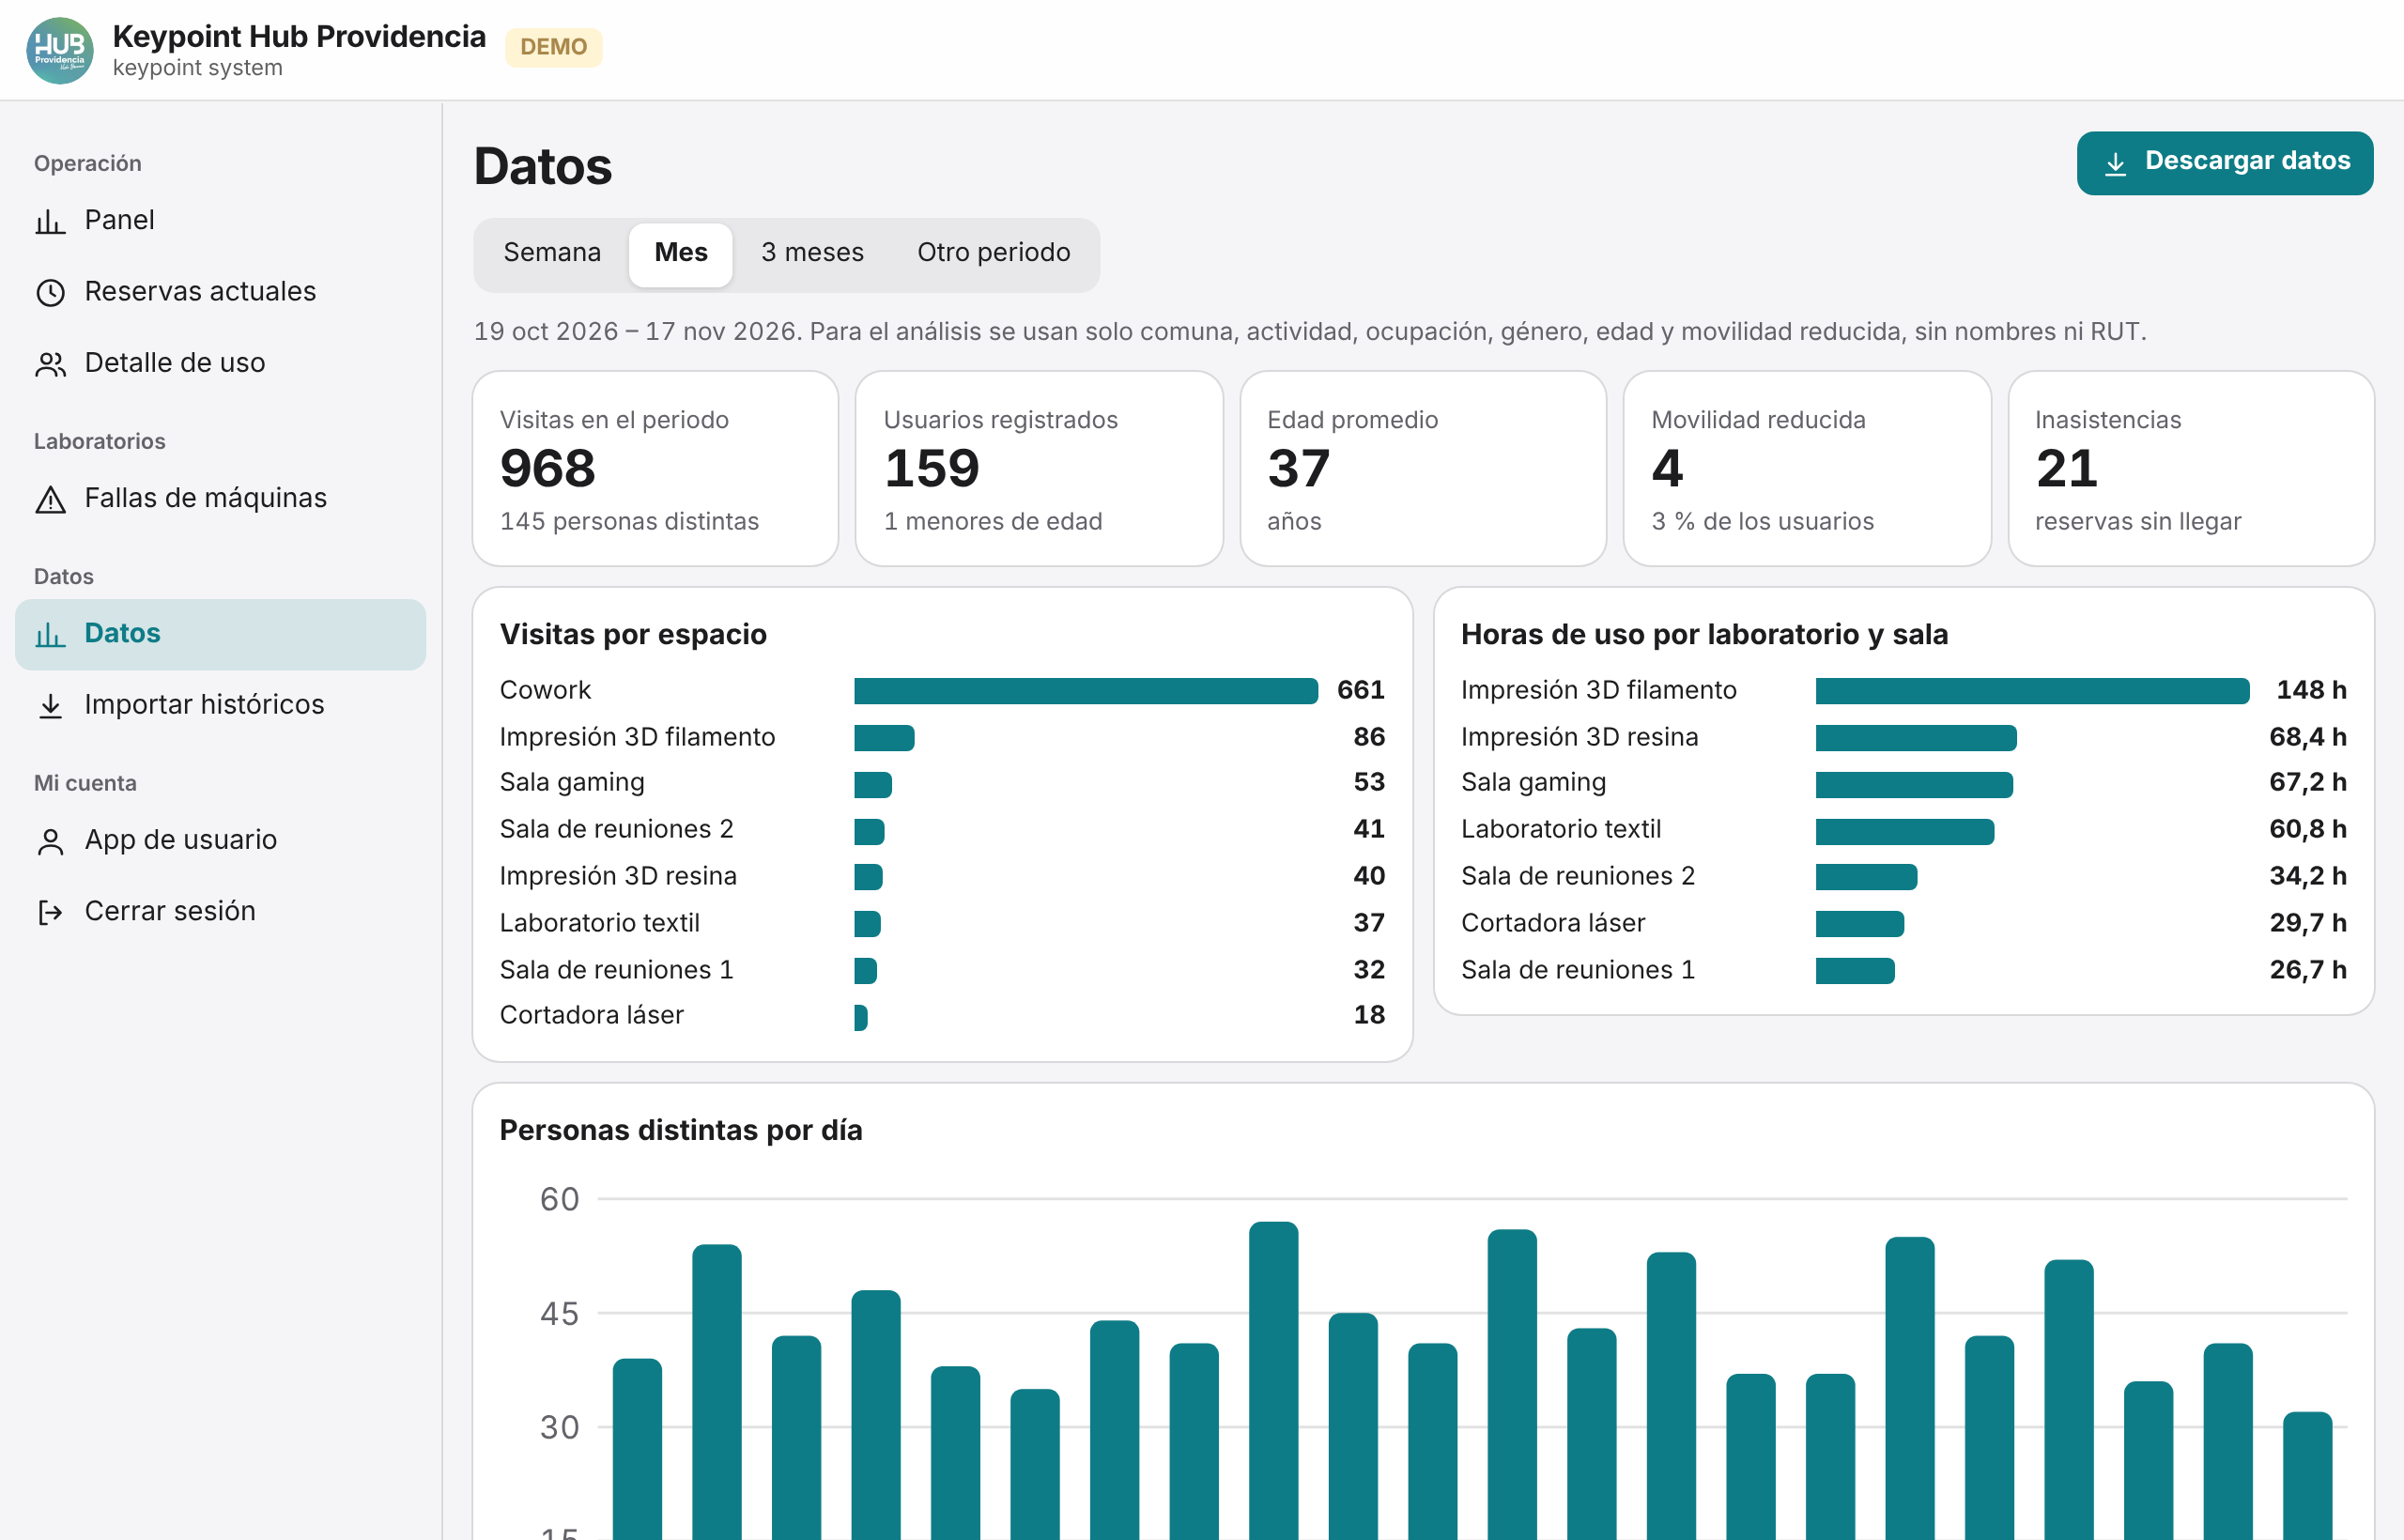 HUB
Providencia
Keypoint Hub Providencia
DEMO
keypoint system
Operación
Panel
Reservas actuales
Detalle de uso
Laboratorios
Fallas de máquinas
Datos
Datos
Importar históricos
Mi cuenta
App de usuario
Cerrar sesión
Datos
Descargar datos
Semana
Mes
3 meses
Otro periodo
19 oct 2026 – 17 nov 2026. Para el análisis se usan solo comuna, actividad, ocupación, género, edad y movilidad reducida, sin nombres ni RUT.
Visitas en el periodo
968
145 personas distintas
Usuarios registrados
159
1 menores de edad
Edad promedio
37
años
Movilidad reducida
4
3 % de los usuarios
Inasistencias
21
reservas sin llegar
Visitas por espacio
Cowork 661
Impresión 3D filamento 86
Sala gaming 53
Sala de reuniones 2 41
Impresión 3D resina 40
Laboratorio textil 37
Sala de reuniones 1 32
Cortadora láser 18
Horas de uso por laboratorio y sala
Impresión 3D filamento 148 h
Impresión 3D resina 68,4 h
Sala gaming 67,2 h
Laboratorio textil 60,8 h
Sala de reuniones 2 34,2 h
Cortadora láser 29,7 h
Sala de reuniones 1 26,7 h
Personas distintas por día
60
45
30
15